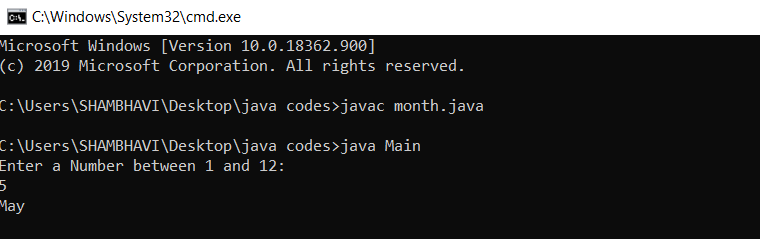 C:\Windows\System32\cmd.exe
Microsoft Windows [Version 10.0.18362.900]
(c) 2019 Microsoft Corporation. All rights reserved.
C:\Users\SHAMBHAVI\Desktop\java codes>javac month.java
C:\Users\SHAMBHAVI\Desktop\java codes>java Main
Enter a Number between 1 and 12:
5
May